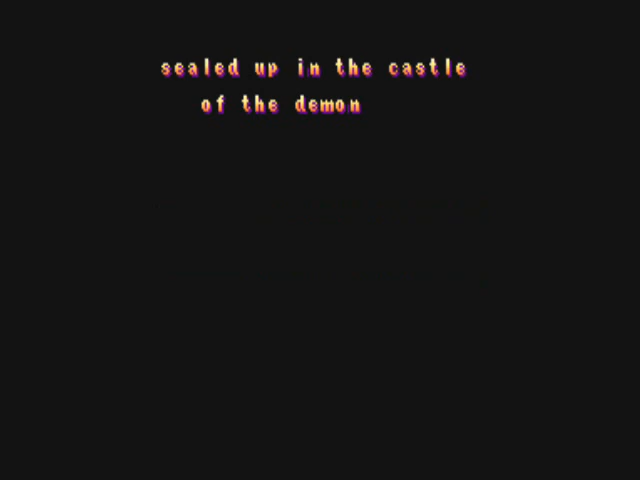 sealed up in the castle
of the demon